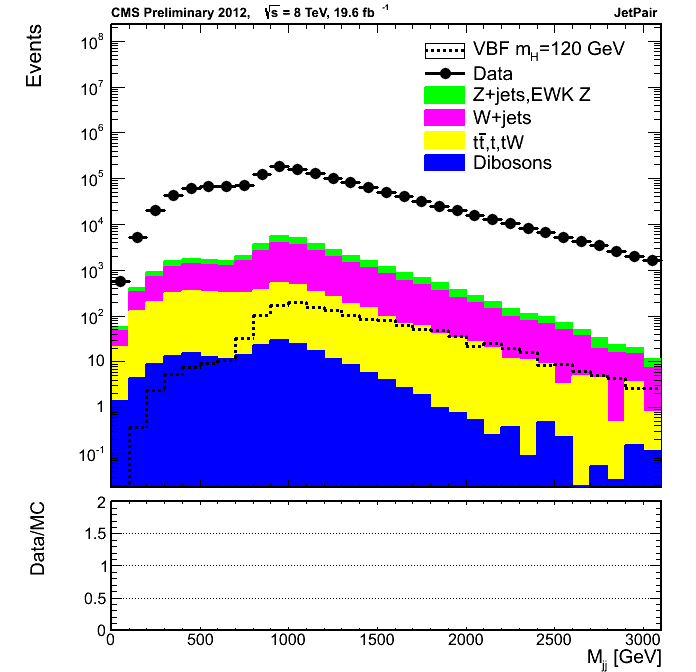 CMS Preliminary 2012, √s = 8 TeV, 19.6 fb⁻¹ JetPair
Events
10⁸
10⁷
10⁶
10⁵
10⁴
10³
10²
10
1
10⁻¹
VBF m_H=120 GeV
Data
Z+jets,EWK Z
W+jets
tt̄,t,tW
Dibosons
Data/MC
2
1.5
1
0.5
0
0 500 1000 1500 2000 2500 3000
M_jj [GeV]